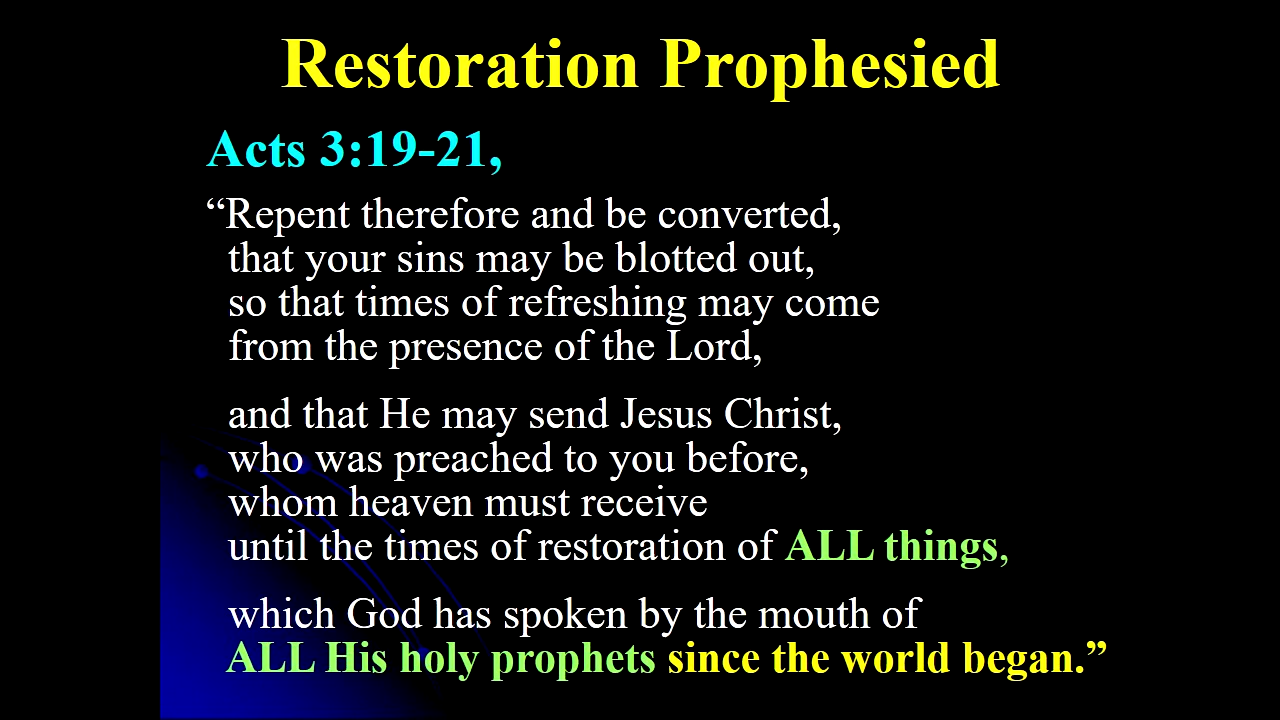 Restoration Prophesied
Acts 3:19-21,
“Repent therefore and be converted,
that your sins may be blotted out,
so that times of refreshing may come
from the presence of the Lord,
and that He may send Jesus Christ,
who was preached to you before,
whom heaven must receive
until the times of restoration of ALL things,
which God has spoken by the mouth of
ALL His holy prophets since the world began.”